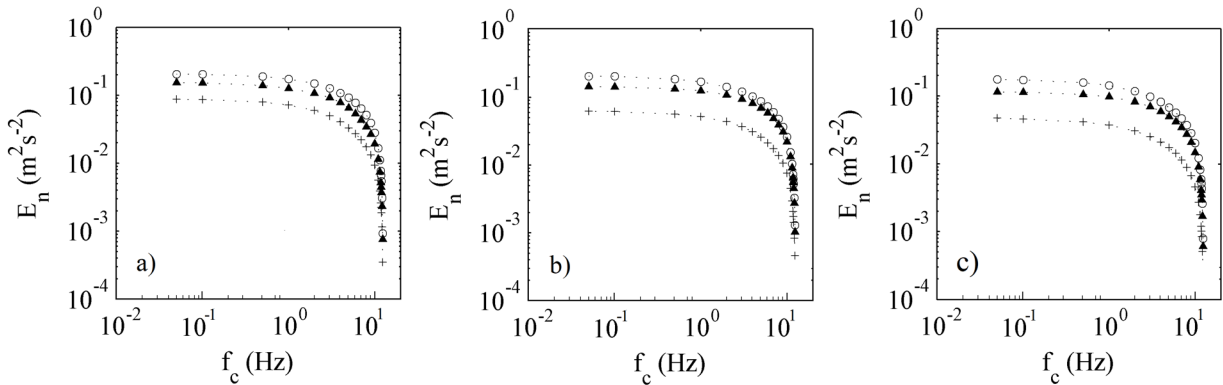 10^0 10^0 10^0
10^-1 10^-1 10^-1
10^-2 10^-2 10^-2
10^-3 10^-3 10^-3
10^-4 10^-4 10^-4
E_n (m^2s^-2) E_n (m^2s^-2) E_n (m^2s^-2)
a) b) c)
10^-2 10^-1 10^0 10^1 10^-2 10^-1 10^0 10^1 10^-2 10^-1 10^0 10^1
f_c (Hz) f_c (Hz) f_c (Hz)